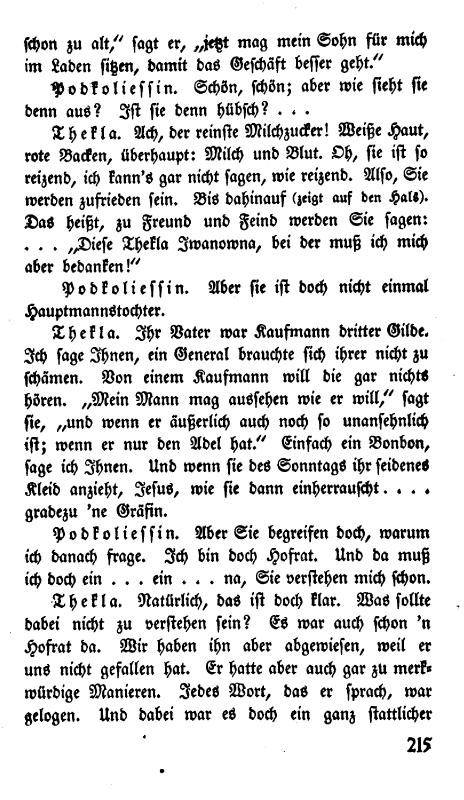 schon zu alt,“ sagt er, „jetzt mag mein Sohn für mich
im Laden sitzen, damit das Geschäft besser geht.“
Podkoliessin. Schön, schön; aber wie sieht sie
denn aus? Ist sie denn hübsch? . . .
Thekla. Ach, der reinste Milchzucker! Weiße Haut,
rote Backen, überhaupt: Milch und Blut. Oh, sie ist so
reizend, ich kann's gar nicht sagen, wie reizend. Also, Sie
werden zufrieden sein. Bis dahinauf (zeigt auf den Hals).
Das heißt, zu Freund und Feind werden Sie sagen:
. . . „Diese Thekla Iwanowna, bei der muß ich mich
aber bedanken!“
Podkoliessin. Aber sie ist doch nicht einmal
Hauptmannstochter.
Thekla. Ihr Vater war Kaufmann dritter Gilde.
Ich sage Ihnen, ein General brauchte sich ihrer nicht zu
schämen. Von einem Kaufmann will die gar nichts
hören. „Mein Mann mag aussehen wie er will,“ sagt
sie, „und wenn er äußerlich auch noch so unansehnlich
ist; wenn er nur den Adel hat.“ Einfach ein Bonbon,
sage ich Ihnen. Und wenn sie des Sonntags ihr seidenes
Kleid anzieht, Jesus, wie sie dann einherrauscht . . . .
gradezu 'ne Gräfin.
Podkoliessin. Aber Sie begreifen doch, warum
ich danach frage. Ich bin doch Hofrat. Und da muß
ich doch ein . . . ein . . . na, Sie verstehen mich schon.
Thekla. Natürlich, das ist doch klar. Was sollte
dabei nicht zu verstehen sein? Es war auch schon 'n
Hofrat da. Wir haben ihn aber abgewiesen, weil er
uns nicht gefallen hat. Er hatte aber auch gar zu merk-
würdige Manieren. Jedes Wort, das er sprach, war
gelogen. Und dabei war es doch ein ganz stattlicher
215